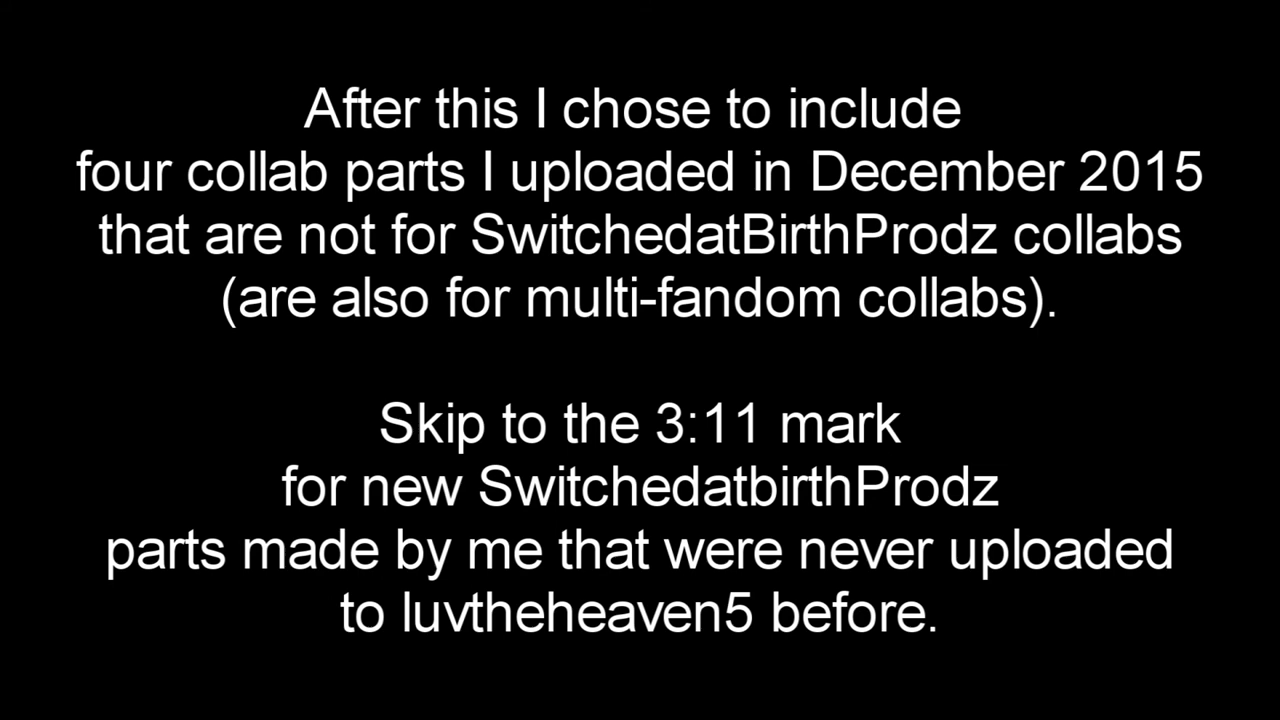 After this I chose to include
four collab parts I uploaded in December 2015
that are not for SwitchedatBirthProdz collabs
(are also for multi-fandom collabs).
Skip to the 3:11 mark
for new SwitchedatbirthProdz
parts made by me that were never uploaded
to luvtheheaven5 before.